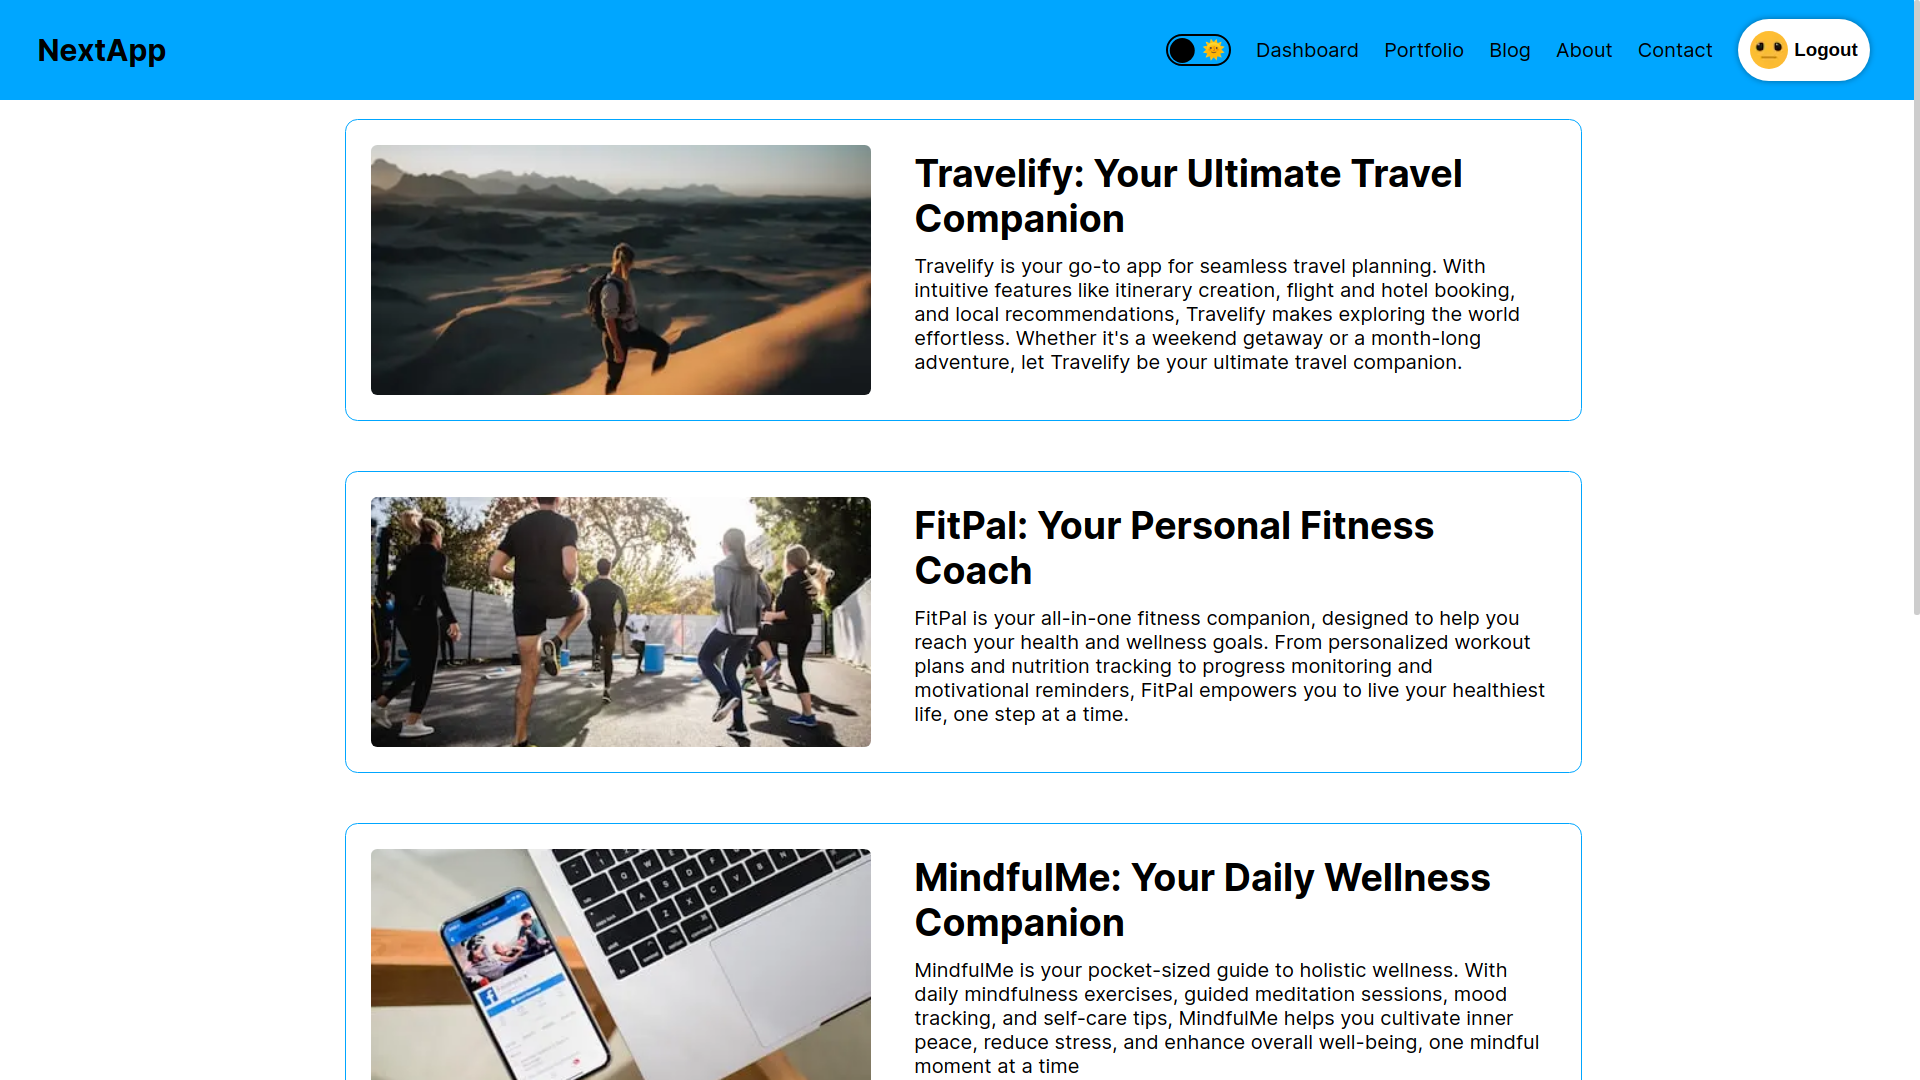 NextApp
Dashboard Portfolio Blog About Contact Logout
Travelify: Your Ultimate Travel
Companion
Travelify is your go-to app for seamless travel planning. With
intuitive features like itinerary creation, flight and hotel booking,
and local recommendations, Travelify makes exploring the world
effortless. Whether it's a weekend getaway or a month-long
adventure, let Travelify be your ultimate travel companion.
FitPal: Your Personal Fitness
Coach
FitPal is your all-in-one fitness companion, designed to help you
reach your health and wellness goals. From personalized workout
plans and nutrition tracking to progress monitoring and
motivational reminders, FitPal empowers you to live your healthiest
life, one step at a time.
MindfulMe: Your Daily Wellness
Companion
MindfulMe is your pocket-sized guide to holistic wellness. With
daily mindfulness exercises, guided meditation sessions, mood
tracking, and self-care tips, MindfulMe helps you cultivate inner
peace, reduce stress, and enhance overall well-being, one mindful
moment at a time